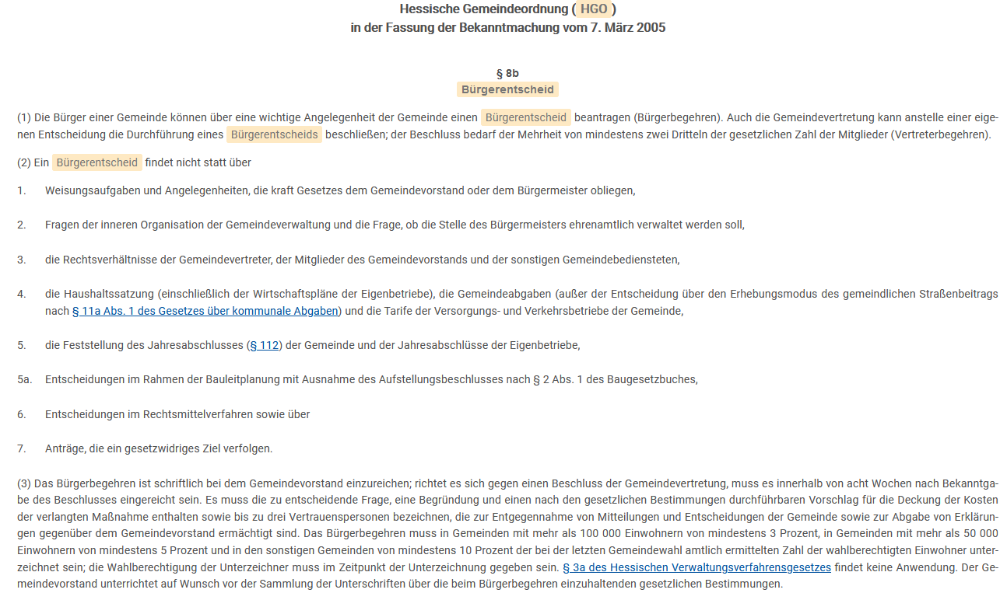 Hessische Gemeindeordnung ( HGO )
in der Fassung der Bekanntmachung vom 7. März 2005
§ 8b
Bürgerentscheid
(1) Die Bürger einer Gemeinde können über eine wichtige Angelegenheit der Gemeinde einen Bürgerentscheid beantragen (Bürgerbegehren). Auch die Gemeindevertretung kann anstelle einer eige-
nen Entscheidung die Durchführung eines Bürgerentscheids beschließen; der Beschluss bedarf der Mehrheit von mindestens zwei Dritteln der gesetzlichen Zahl der Mitglieder (Vertreterbegehren).
(2) Ein Bürgerentscheid findet nicht statt über
1. Weisungsaufgaben und Angelegenheiten, die kraft Gesetzes dem Gemeindevorstand oder dem Bürgermeister obliegen,
2. Fragen der inneren Organisation der Gemeindeverwaltung und die Frage, ob die Stelle des Bürgermeisters ehrenamtlich verwaltet werden soll,
3. die Rechtsverhältnisse der Gemeindevertreter, der Mitglieder des Gemeindevorstands und der sonstigen Gemeindebediensteten,
4. die Haushaltssatzung (einschließlich der Wirtschaftspläne der Eigenbetriebe), die Gemeindeabgaben (außer der Entscheidung über den Erhebungsmodus des gemeindlichen Straßenbeitrags
nach § 11a Abs. 1 des Gesetzes über kommunale Abgaben) und die Tarife der Versorgungs- und Verkehrsbetriebe der Gemeinde,
5. die Feststellung des Jahresabschlusses (§ 112) der Gemeinde und der Jahresabschlüsse der Eigenbetriebe,
5a. Entscheidungen im Rahmen der Bauleitplanung mit Ausnahme des Aufstellungsbeschlusses nach § 2 Abs. 1 des Baugesetzbuches,
6. Entscheidungen im Rechtsmittelverfahren sowie über
7. Anträge, die ein gesetzwidriges Ziel verfolgen.
(3) Das Bürgerbegehren ist schriftlich bei dem Gemeindevorstand einzureichen; richtet es sich gegen einen Beschluss der Gemeindevertretung, muss es innerhalb von acht Wochen nach Bekanntga-
be des Beschlusses eingereicht sein. Es muss die zu entscheidende Frage, eine Begründung und einen nach den gesetzlichen Bestimmungen durchführbaren Vorschlag für die Deckung der Kosten
der verlangten Maßnahme enthalten sowie bis zu drei Vertrauenspersonen bezeichnen, die zur Entgegennahme von Mitteilungen und Entscheidungen der Gemeinde sowie zur Abgabe von Erklärun-
gen gegenüber dem Gemeindevorstand ermächtigt sind. Das Bürgerbegehren muss in Gemeinden mit mehr als 100 000 Einwohnern von mindestens 3 Prozent, in Gemeinden mit mehr als 50 000
Einwohnern von mindestens 5 Prozent und in den sonstigen Gemeinden von mindestens 10 Prozent der bei der letzten Gemeindewahl amtlich ermittelten Zahl der wahlberechtigten Einwohner unter-
zeichnet sein; die Wahlberechtigung der Unterzeichner muss im Zeitpunkt der Unterzeichnung gegeben sein. § 3a des Hessischen Verwaltungsverfahrensgesetzes findet keine Anwendung. Der Ge-
meindevorstand unterrichtet auf Wunsch vor der Sammlung der Unterschriften über die beim Bürgerbegehren einzuhaltenden gesetzlichen Bestimmungen.